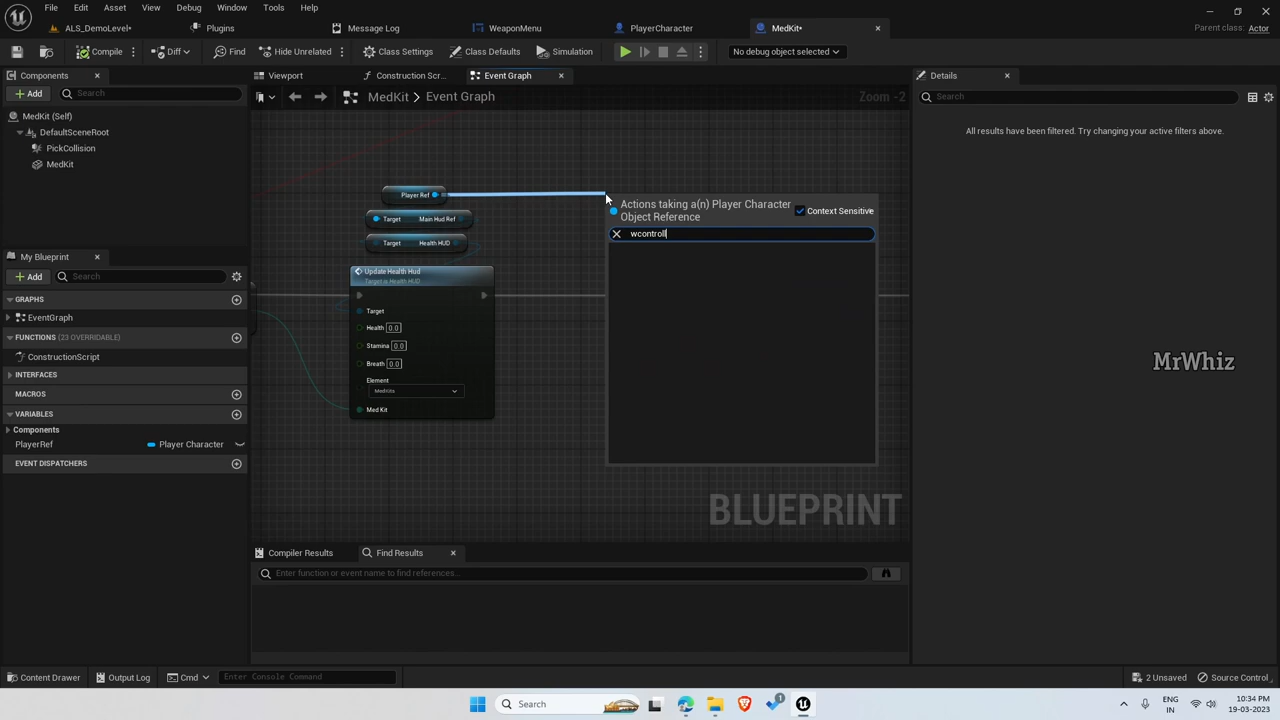 File Edit Asset View Debug Window Tools Help
ALS_DemoLevel* Plugins Message Log WeaponMenu PlayerCharacter MedKit* Parent class: Actor
Compile Diff Find Hide Unrelated Class Settings Class Defaults Simulation No debug object selected
Components Viewport Construction Scr... Event Graph Details
Add Search MedKit Event Graph Zoom -2 Search
MedKit (Self)
DefaultSceneRoot
PickCollision
MedKit
All results have been filtered. Try changing your active filters above.
Player Ref
Target Main Hud Ref
Target Health HUD
Actions taking a(n) Player Character
Object Reference
Context Sensitive
wcontroll
Update Health Hud
Target is Health HUD
Target
Health 0.0
Stamina 0.0
Breath 0.0
Element
MedKits
Med Kit
My Blueprint
Add Search
GRAPHS
EventGraph
FUNCTIONS (23 OVERRIDABLE)
ConstructionScript
INTERFACES
MACROS
VARIABLES
Components
PlayerRef Player Character
EVENT DISPATCHERS
MrWhiz
BLUEPRINT
Compiler Results Find Results
Enter function or event name to find references...
Content Drawer Output Log Cmd Enter Console Command 2 Unsaved Source Control
Search
ENG
IN
10:34 PM
19-03-2023